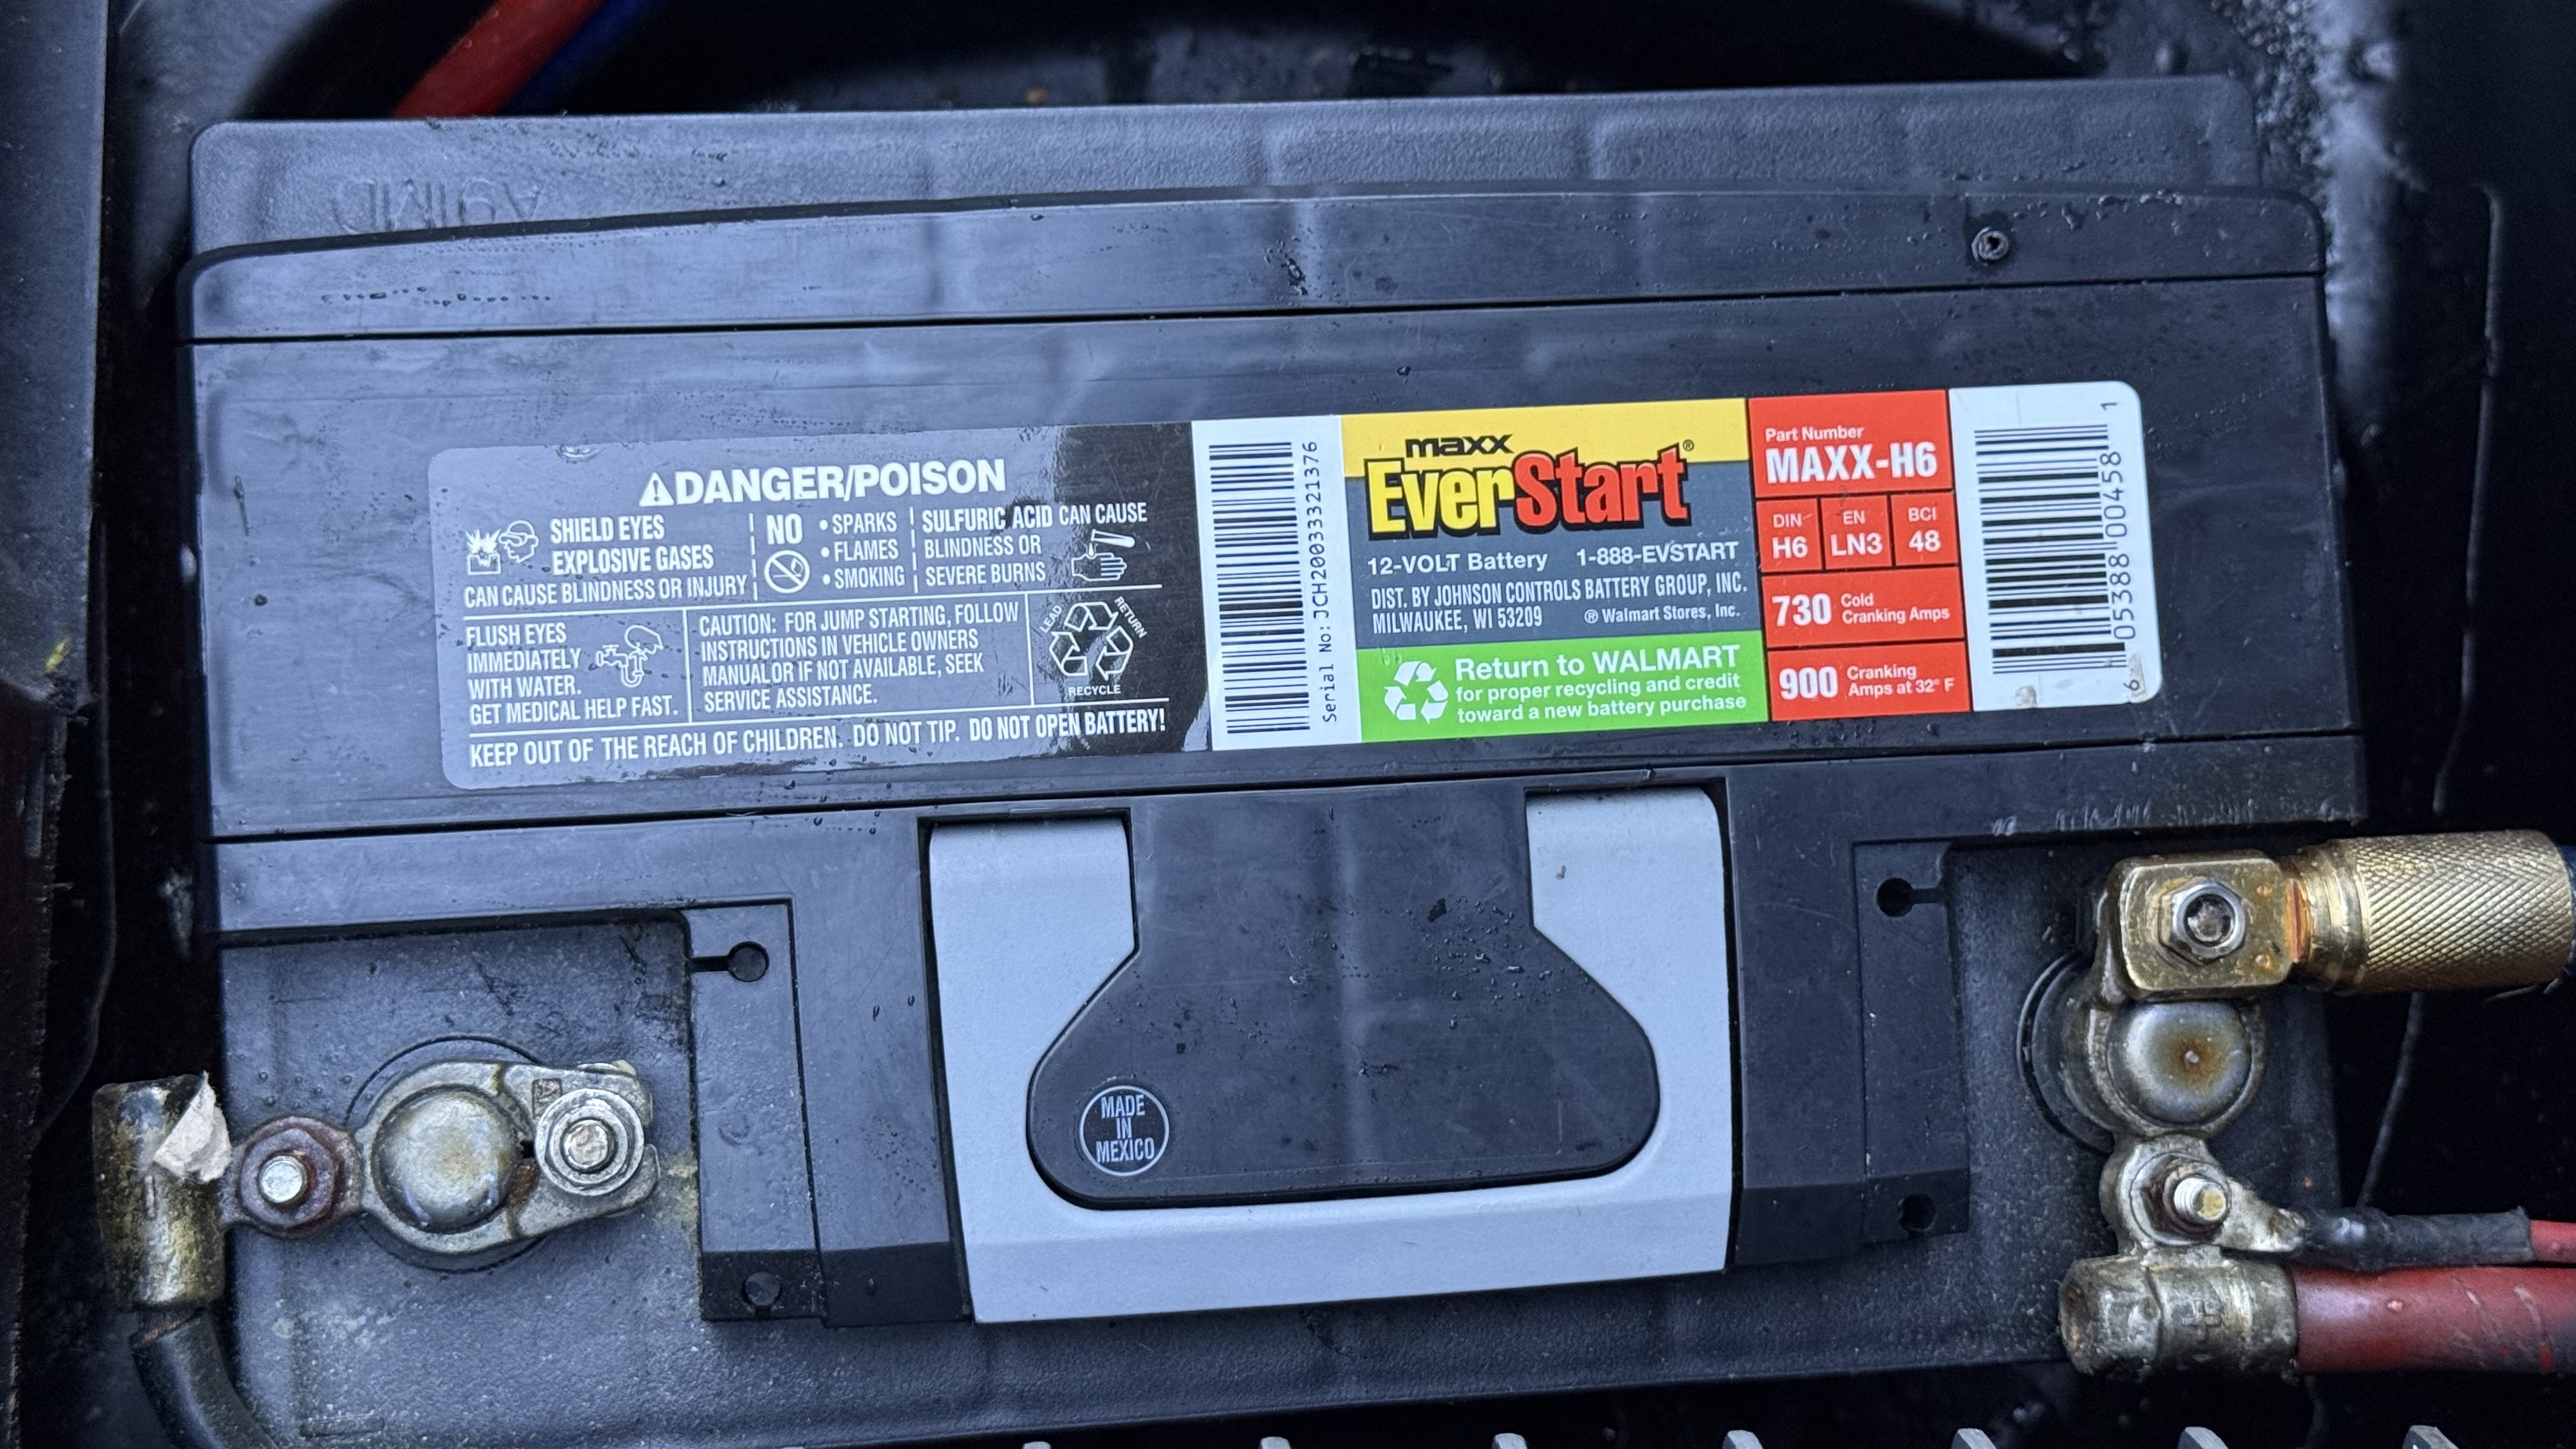 ⚠DANGER/POISON
SHIELD EYES
EXPLOSIVE GASES
CAN CAUSE BLINDNESS OR INJURY
NO
• SPARKS
• FLAMES
• SMOKING
SULFURIC ACID CAN CAUSE
BLINDNESS OR
SEVERE BURNS
FLUSH EYES
IMMEDIATELY
WITH WATER.
GET MEDICAL HELP FAST.
CAUTION: FOR JUMP STARTING, FOLLOW
INSTRUCTIONS IN VEHICLE OWNERS
MANUAL OR IF NOT AVAILABLE, SEEK
SERVICE ASSISTANCE.
LEAD
RETURN
RECYCLE
KEEP OUT OF THE REACH OF CHILDREN. DO NOT TIP. DO NOT OPEN BATTERY!
Serial No: JCH200333321376
maxx
EverStart®
12-VOLT Battery 1-888-EVSTART
DIST. BY JOHNSON CONTROLS BATTERY GROUP, INC.
MILWAUKEE, WI 53209 ® Walmart Stores, Inc.
Return to WALMART
for proper recycling and credit
toward a new battery purchase
Part Number
MAXX-H6
DIN
H6
EN
LN3
BCI
48
730 Cold
Cranking Amps
900 Cranking
Amps at 32° F
6 05388 00458 1
MADE
IN
MEXICO
+